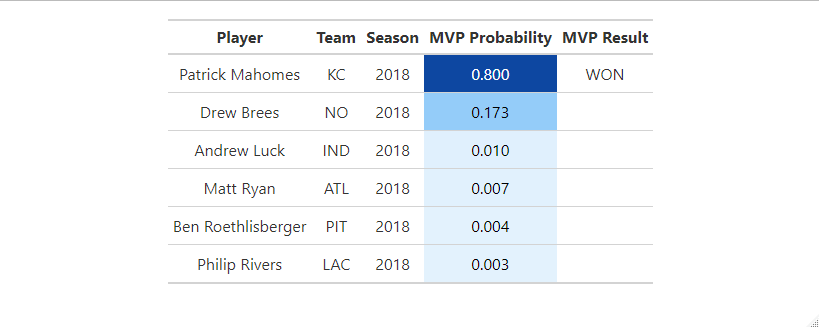 Player Team Season MVP Probability MVP Result
Patrick Mahomes KC 2018 0.800 WON
Drew Brees NO 2018 0.173
Andrew Luck IND 2018 0.010
Matt Ryan ATL 2018 0.007
Ben Roethlisberger PIT 2018 0.004
Philip Rivers LAC 2018 0.003